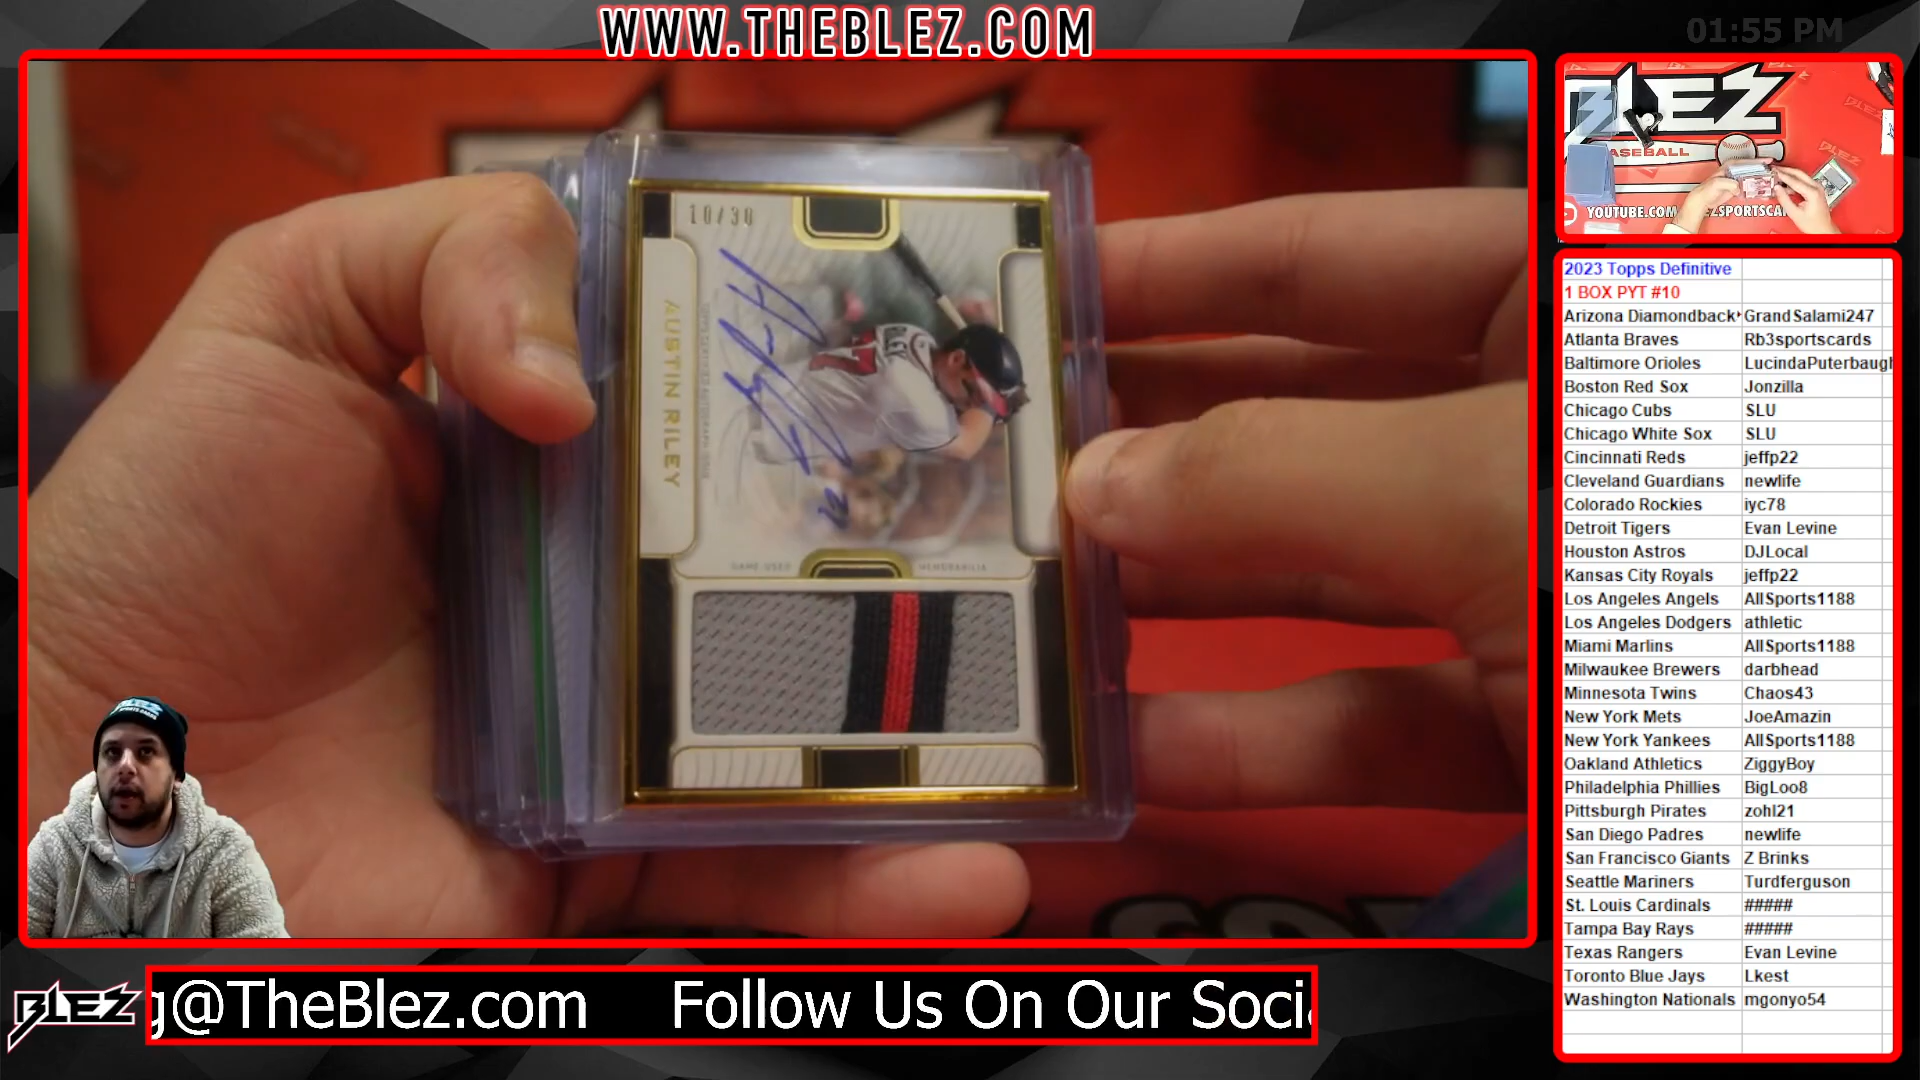 WWW.THEBLEZ.COM
01:55 PM
10/30
AUSTIN RILEY
RILEY
27
GAME-USED MEMORABILIA
BLEZ
BASEBALL
YOUTUBE.COM
2023 Topps Definitive
1 BOX PYT #10
Arizona Diamondback GrandSalami247
Atlanta Braves Rb3sportscards
Baltimore Orioles LucindaPuterbaugh
Boston Red Sox Jonzilla
Chicago Cubs SLU
Chicago White Sox SLU
Cincinnati Reds jeffp22
Cleveland Guardians newlife
Colorado Rockies iyc78
Detroit Tigers Evan Levine
Houston Astros DJLocal
Kansas City Royals jeffp22
Los Angeles Angels AllSports1188
Los Angeles Dodgers athletic
Miami Marlins AllSports1188
Milwaukee Brewers darbhead
Minnesota Twins Chaos43
New York Mets JoeAmazin
New York Yankees AllSports1188
Oakland Athletics ZiggyBoy
Philadelphia Phillies BigLoo8
Pittsburgh Pirates zohl21
San Diego Padres newlife
San Francisco Giants Z Brinks
Seattle Mariners Turdferguson
St. Louis Cardinals #####
Tampa Bay Rays #####
Texas Rangers Evan Levine
Toronto Blue Jays Lkest
Washington Nationals mgonyo54
BLEZ
g@TheBlez.com Follow Us On Our Soci